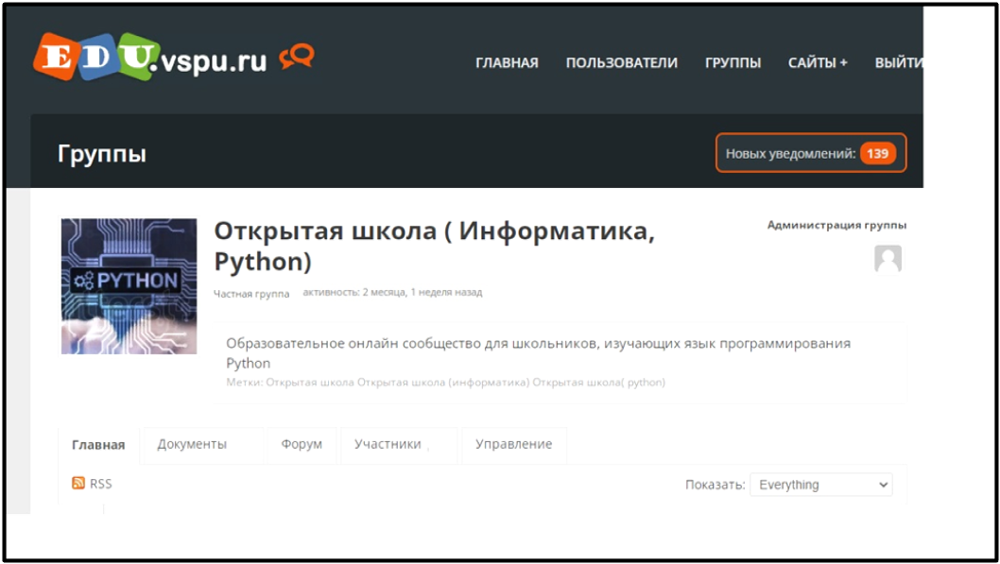 EDU.vspu.ru
ГЛАВНАЯ ПОЛЬЗОВАТЕЛИ ГРУППЫ САЙТЫ + ВЫЙТИ
Группы
Новых уведомлений: 139
PYTHON
Открытая школа ( Информатика,
Python)
Администрация группы
Частная группа активность: 2 месяца, 1 неделя назад
Образовательное онлайн сообщество для школьников, изучающих язык программирования
Python
Метки: Открытая школа Открытая школа (информатика) Открытая школа( python)
Главная Документы Форум Участники Управление
RSS
Показать: Everything